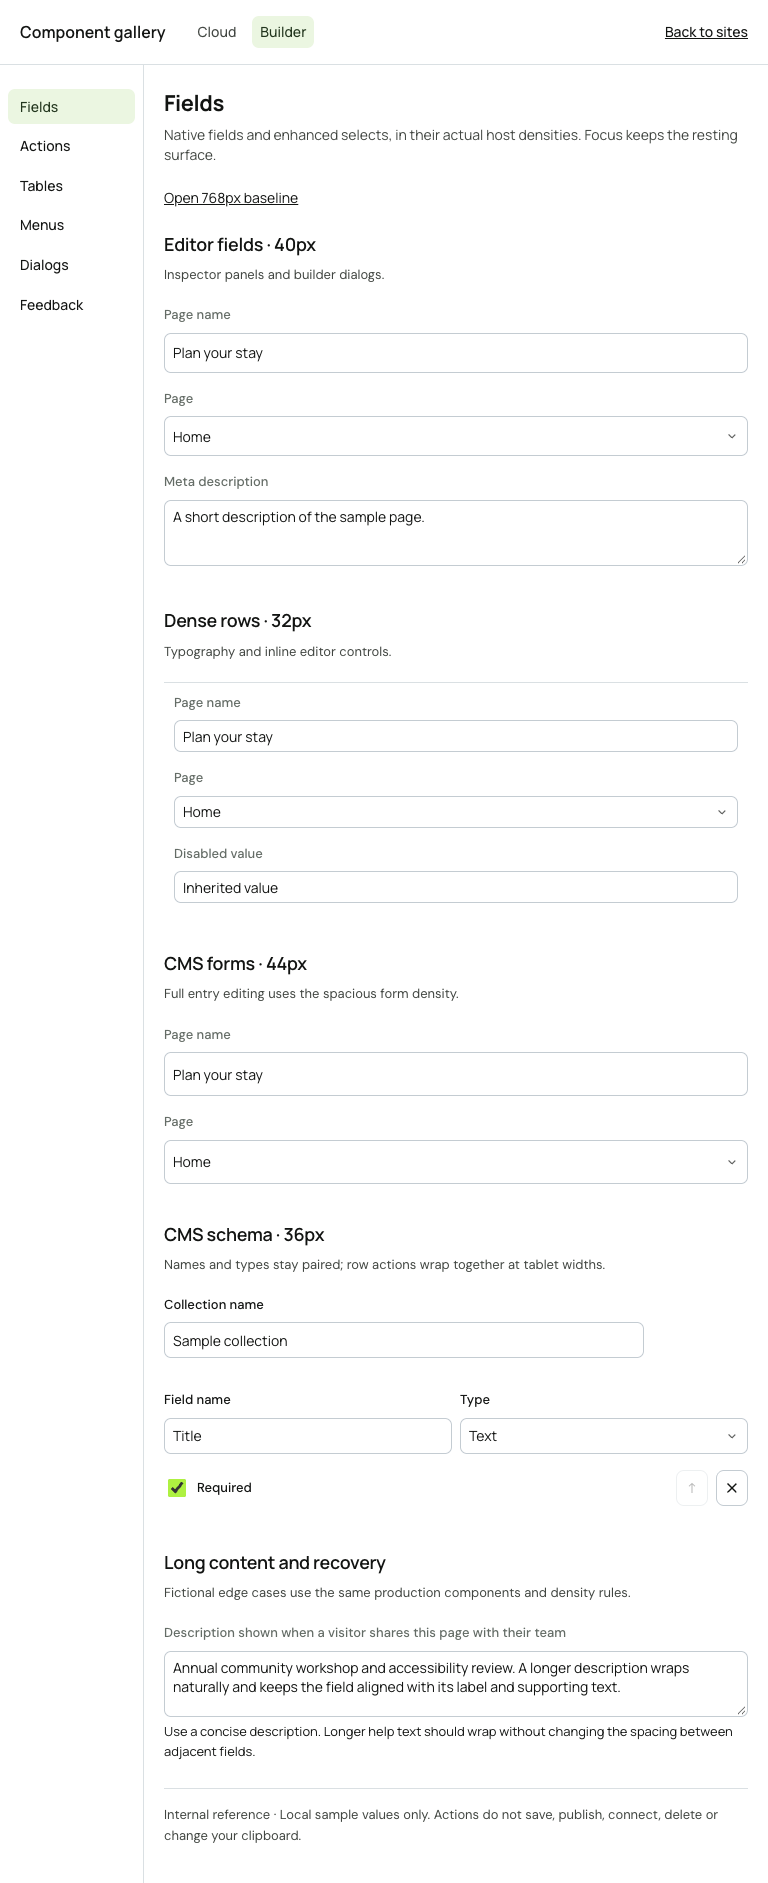 Component gallery
Cloud
Builder
Back to sites
Fields
Actions
Tables
Menus
Dialogs
Feedback
Fields
Native fields and enhanced selects, in their actual host densities. Focus keeps the resting
surface.
Open 768px baseline
Editor fields · 40px
Inspector panels and builder dialogs.
Page name
Plan your stay
Page
Home
Meta description
A short description of the sample page.
Dense rows · 32px
Typography and inline editor controls.
Page name
Plan your stay
Page
Home
Disabled value
Inherited value
CMS forms · 44px
Full entry editing uses the spacious form density.
Page name
Plan your stay
Page
Home
CMS schema · 36px
Names and types stay paired; row actions wrap together at tablet widths.
Collection name
Sample collection
Field name
Type
Title
Text
Required
Long content and recovery
Fictional edge cases use the same production components and density rules.
Description shown when a visitor shares this page with their team
Annual community workshop and accessibility review. A longer description wraps
naturally and keeps the field aligned with its label and supporting text.
Use a concise description. Longer help text should wrap without changing the spacing between
adjacent fields.
Internal reference · Local sample values only. Actions do not save, publish, connect, delete or
change your clipboard.